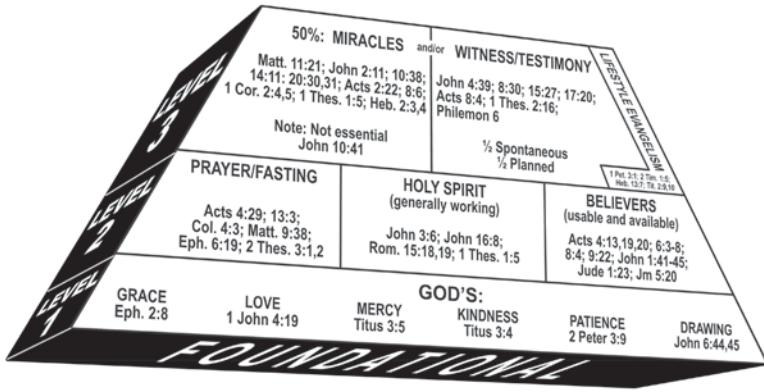 50%: MIRACLES
Matt. 11:21; John 2:11; 10:38;
14:11: 20:30,31; Acts 2:22; 8:6;
1 Cor. 2:4,5; 1 Thes. 1:5; Heb. 2:3,4
Note: Not essential
John 10:41
and/or
WITNESS/TESTIMONY
John 4:39; 8:30; 15:27; 17:20;
Acts 8:4; 1 Thes. 2:16;
Philemon 6
½ Spontaneous
½ Planned
LIFESTYLE EVANGELISM
1 Pet. 3:1; 2 Tim. 1:5;
Heb. 13:7; Tit. 2:9,10
LEVEL
3
PRAYER/FASTING
Acts 4:29; 13:3;
Col. 4:3; Matt. 9:38;
Eph. 6:19; 2 Thes. 3:1,2
HOLY SPIRIT
(generally working)
John 3:6; John 16:8;
Rom. 15:18,19; 1 Thes. 1:5
BELIEVERS
(usable and available)
Acts 4:13,19,20; 6:3-8;
8:4; 9:22; John 1:41-45;
Jude 1:23; Jm 5:20
LEVEL
2
GOD'S:
GRACE
Eph. 2:8
LOVE
1 John 4:19
MERCY
Titus 3:5
KINDNESS
Titus 3:4
PATIENCE
2 Peter 3:9
DRAWING
John 6:44,45
LEVEL
1
FOUNDATIONAL